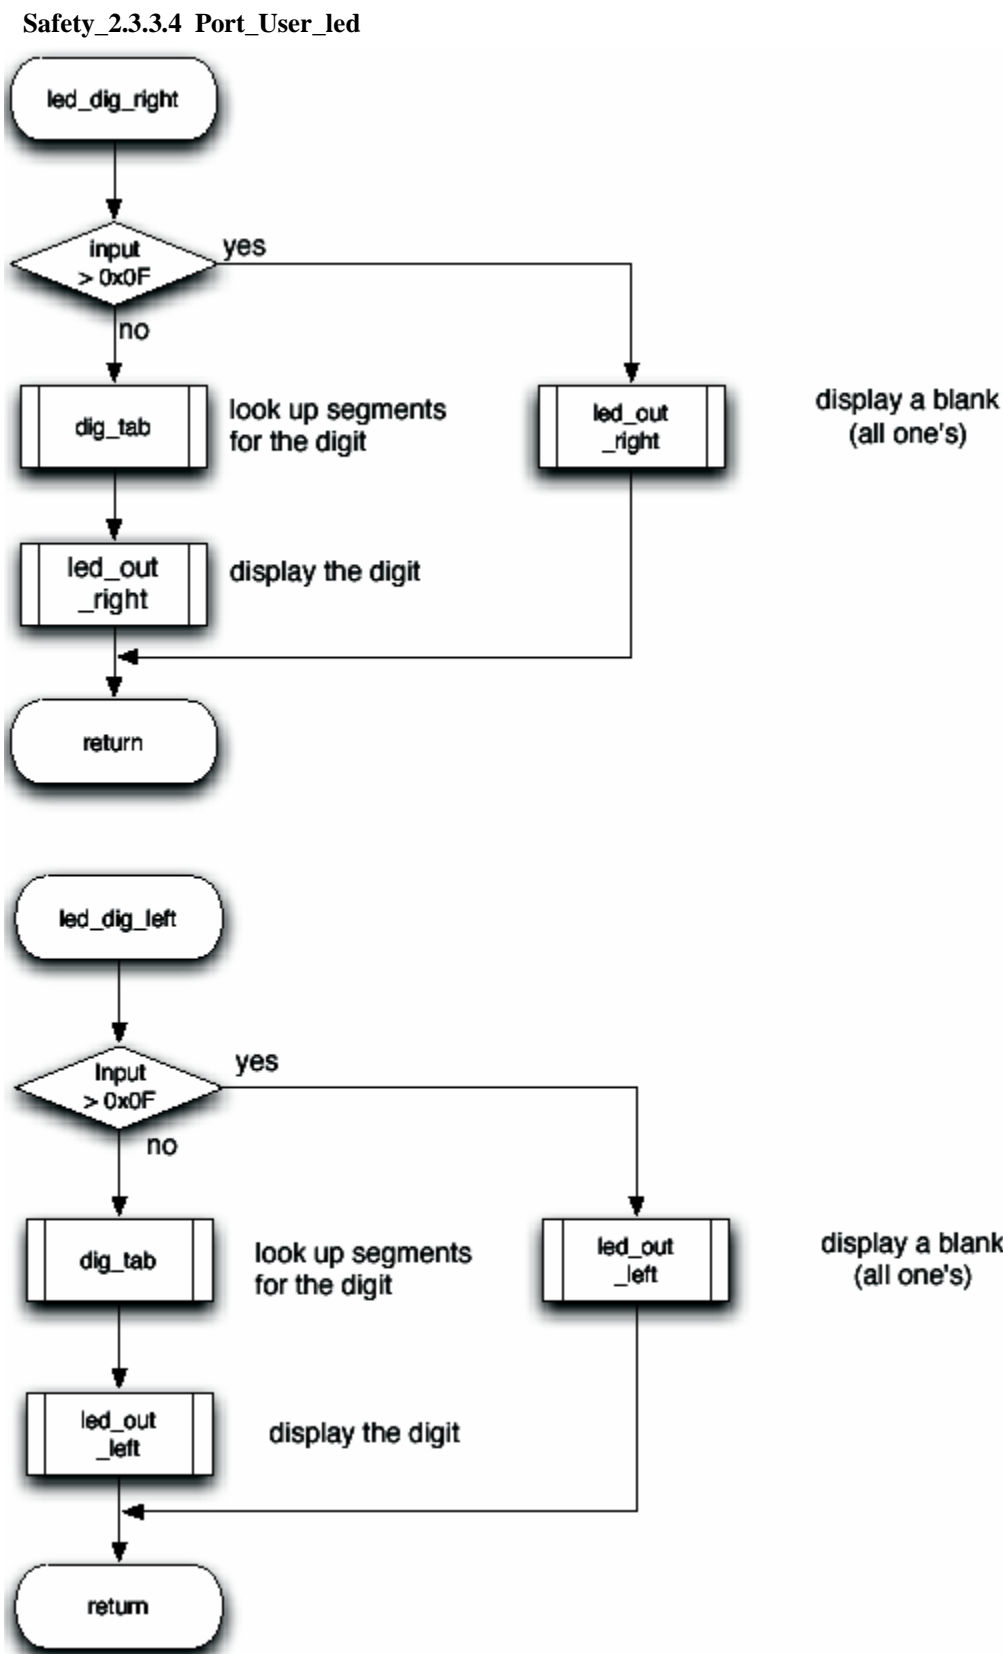 Safety_2.3.3.4 Port_User_led
led_dig_right
input
> 0x0F
yes
no
dig_tab
look up segments
for the digit
led_out
_right
display a blank
(all one's)
led_out
_right
display the digit
return
led_dig_left
Input
> 0x0F
yes
no
dig_tab
look up segments
for the digit
led_out
_left
display a blank
(all one's)
led_out
_left
display the digit
return